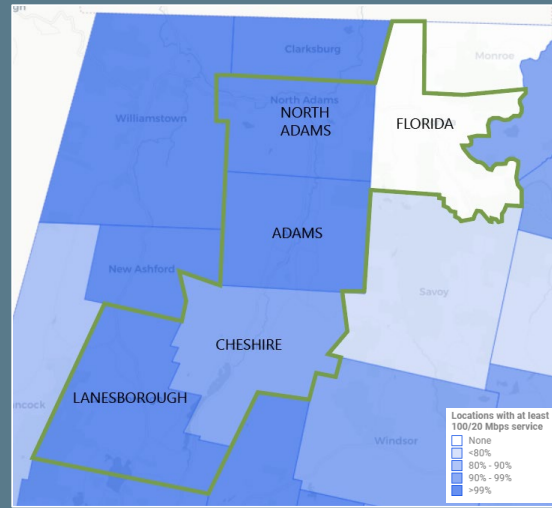 Clarksburg
Monroe
North Adams
NORTH
ADAMS
Williamstown
FLORIDA
ADAMS
New Ashford
Savoy
CHESHIRE
LANESBOROUGH
ncock
Windsor
Locations with at least
100/20 Mbps service
None
<80%
80% - 90%
90% - 99%
>99%